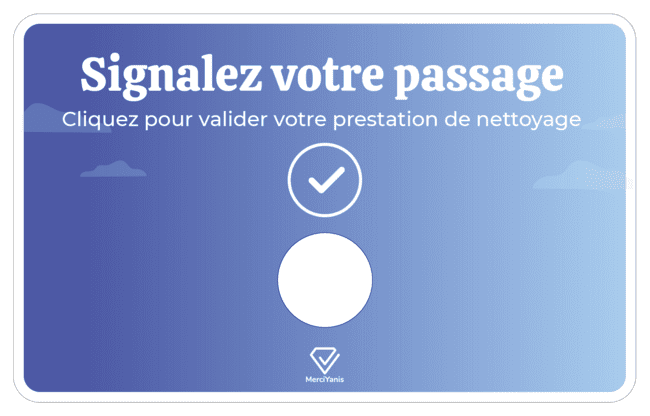 Signalez votre passage
Cliquez pour valider votre prestation de nettoyage
MerciYanis